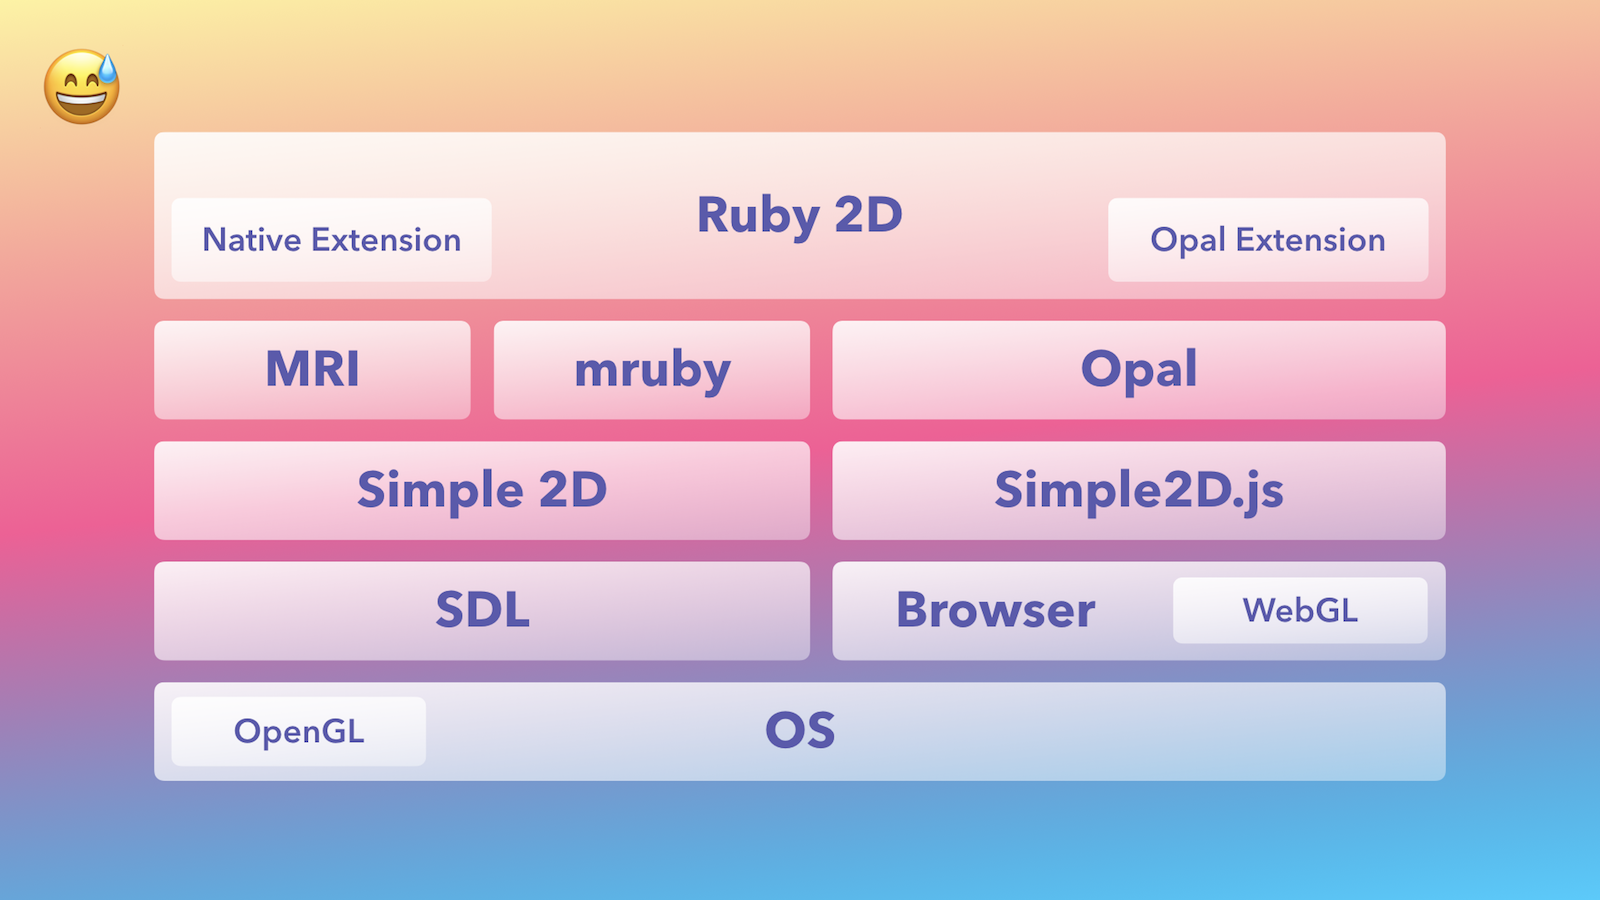 Ruby 2D
Native Extension
Opal Extension
MRI
mruby
Opal
Simple 2D
Simple2D.js
SDL
Browser
WebGL
OpenGL
OS